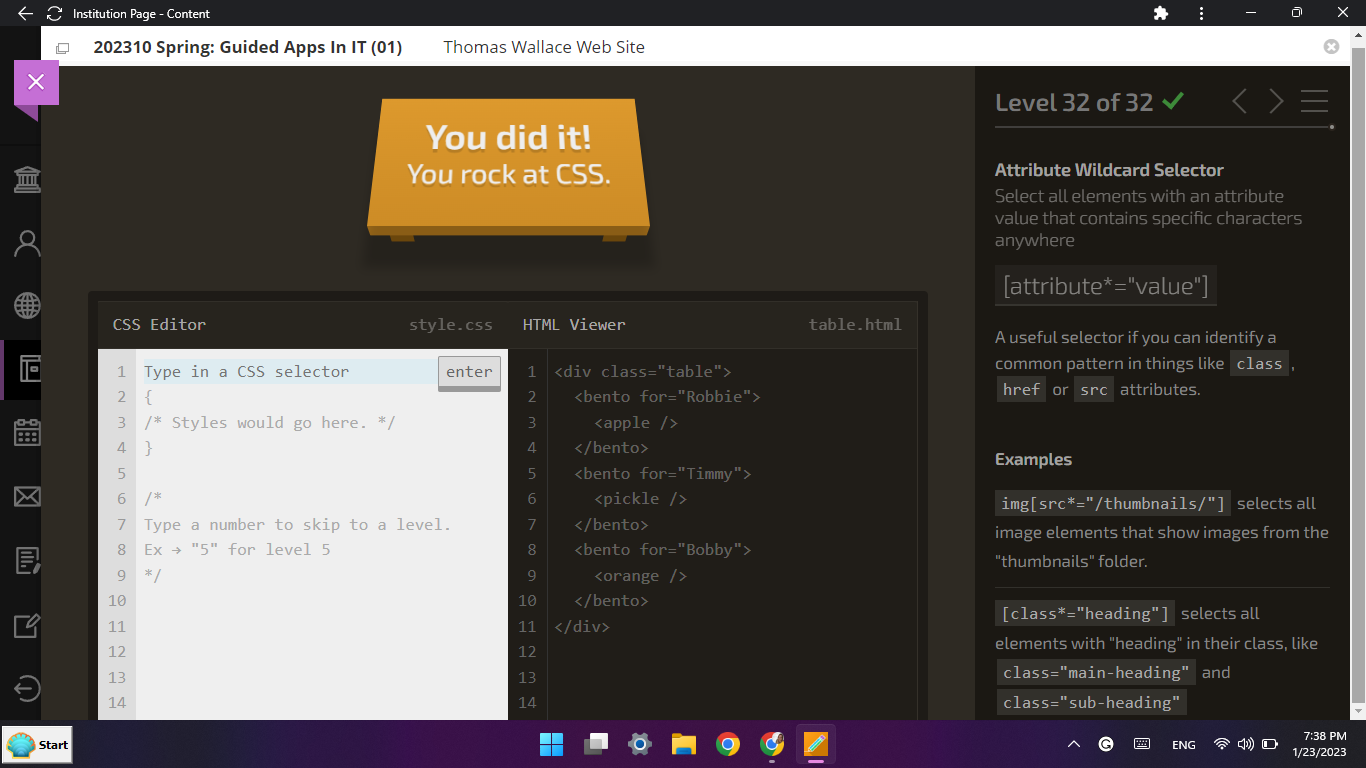 Institution Page - Content
202310 Spring: Guided Apps In IT (01)
Thomas Wallace Web Site
You did it!
You rock at CSS.
CSS Editor
style.css
1 Type in a CSS selector
enter
2 {
3 /* Styles would go here. */
4 }
5
6 /*
7 Type a number to skip to a level.
8 Ex → "5" for level 5
9 */
10
11
12
13
14
HTML Viewer
table.html
1 <div class="table">
2 <bento for="Robbie">
3 <apple />
4 </bento>
5 <bento for="Timmy">
6 <pickle />
7 </bento>
8 <bento for="Bobby">
9 <orange />
10 </bento>
11 </div>
12
13
14
Level 32 of 32
Attribute Wildcard Selector
Select all elements with an attribute
value that contains specific characters
anywhere
[attribute*="value"]
A useful selector if you can identify a
common pattern in things like class ,
href or src attributes.
Examples
img[src*="/thumbnails/"] selects all
image elements that show images from the
"thumbnails" folder.
[class*="heading"] selects all
elements with "heading" in their class, like
class="main-heading" and
class="sub-heading"
Start
ENG
7:38 PM
1/23/2023